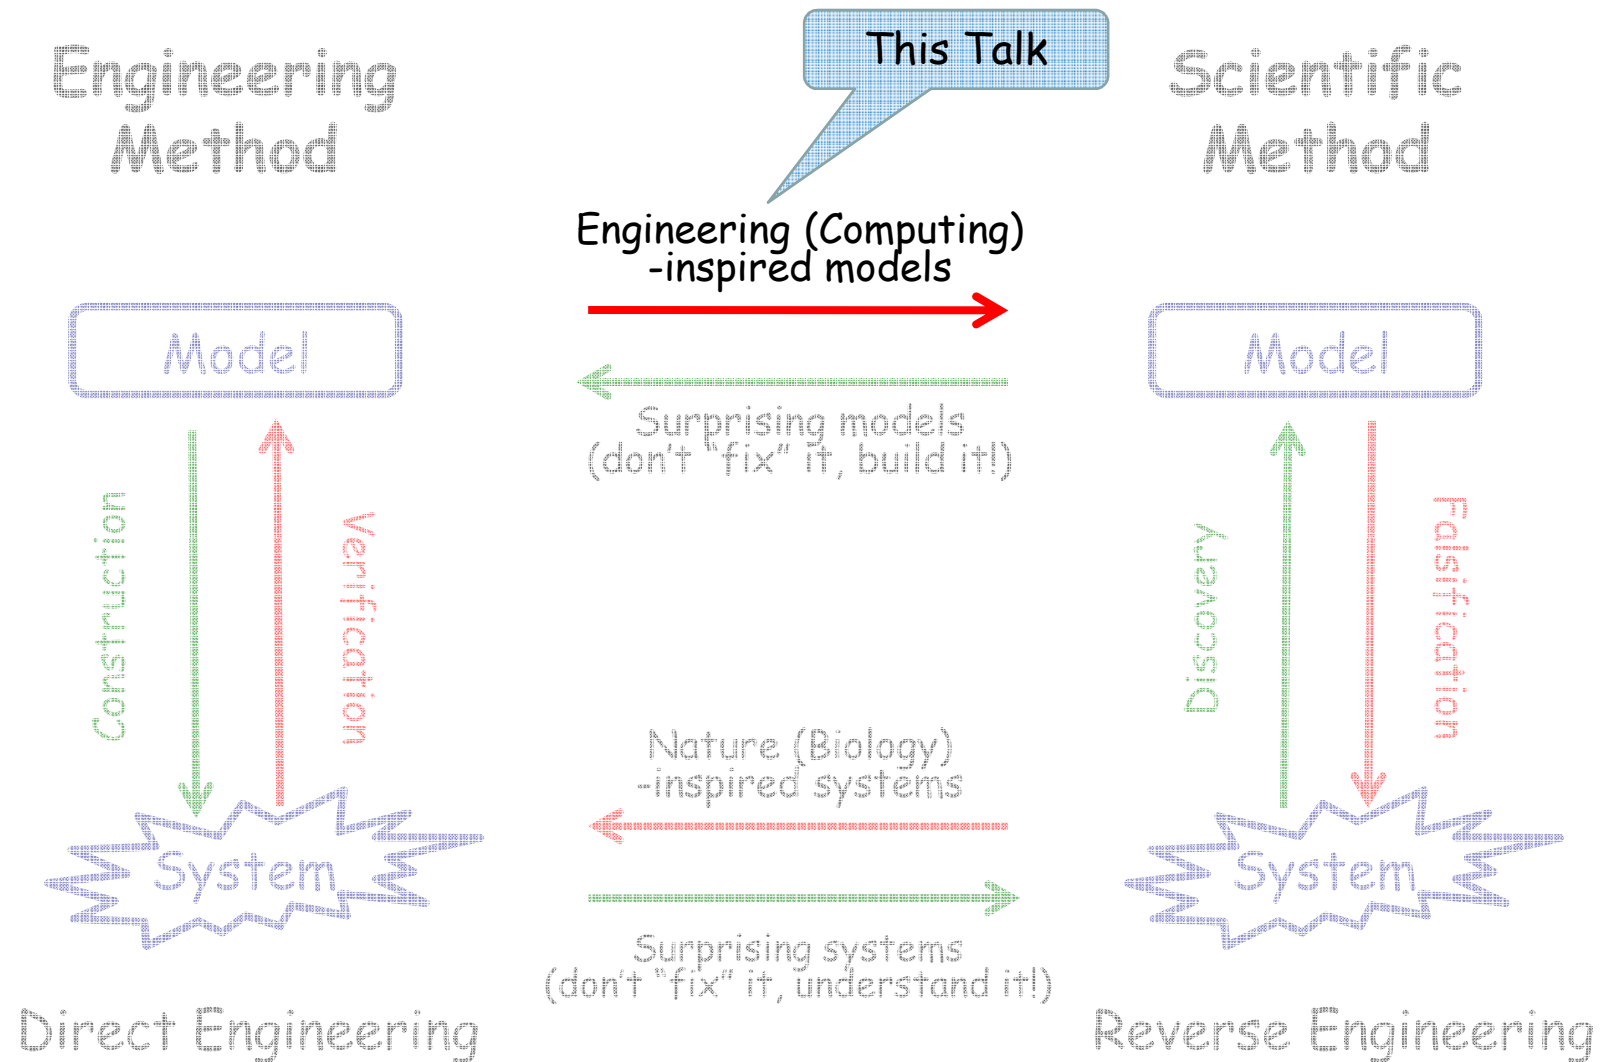 This Talk
Engineering
Method
Scientific
Method
Engineering (Computing)
-inspired models
Model
Model
Surprising models
(don't "fix" it, build it!)
Construction
Verification
Discovery
Falsification
Nature (Biology)
-inspired systems
System
System
Surprising systems
(don't "fix" it, understand it!)
Direct Engineering
Reverse Engineering